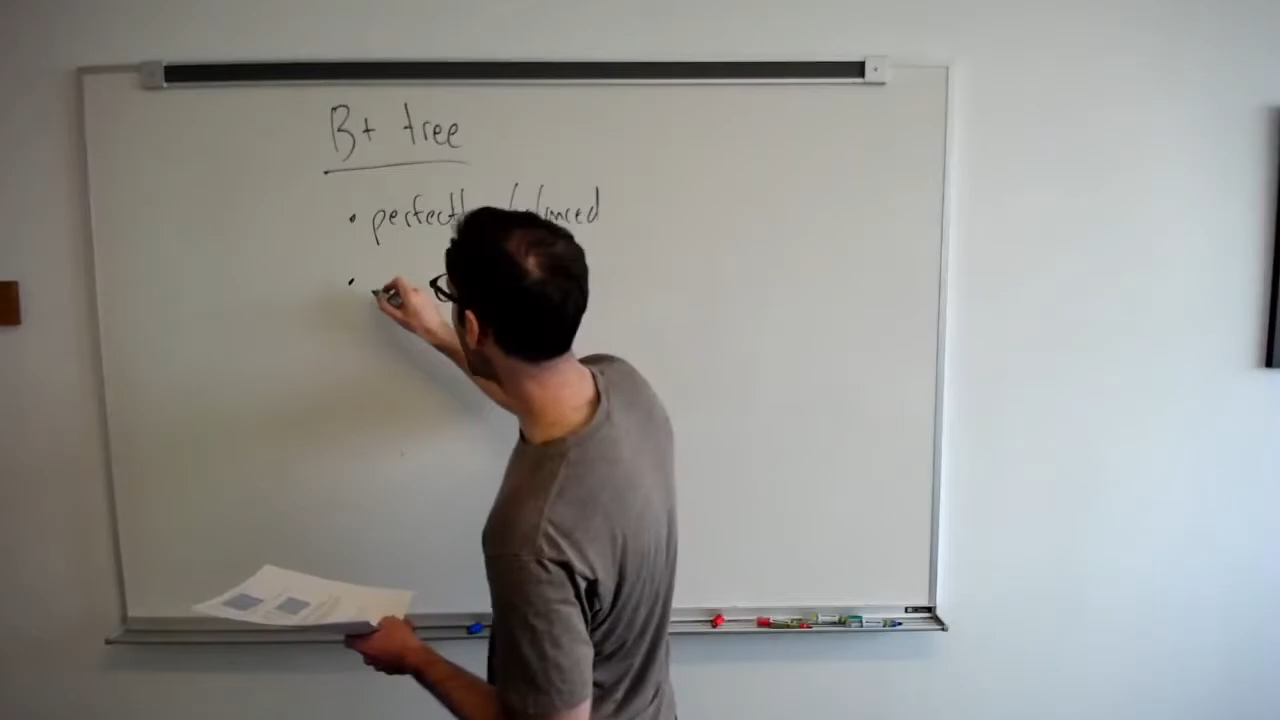 B+ tree
• perfectly balanced
•